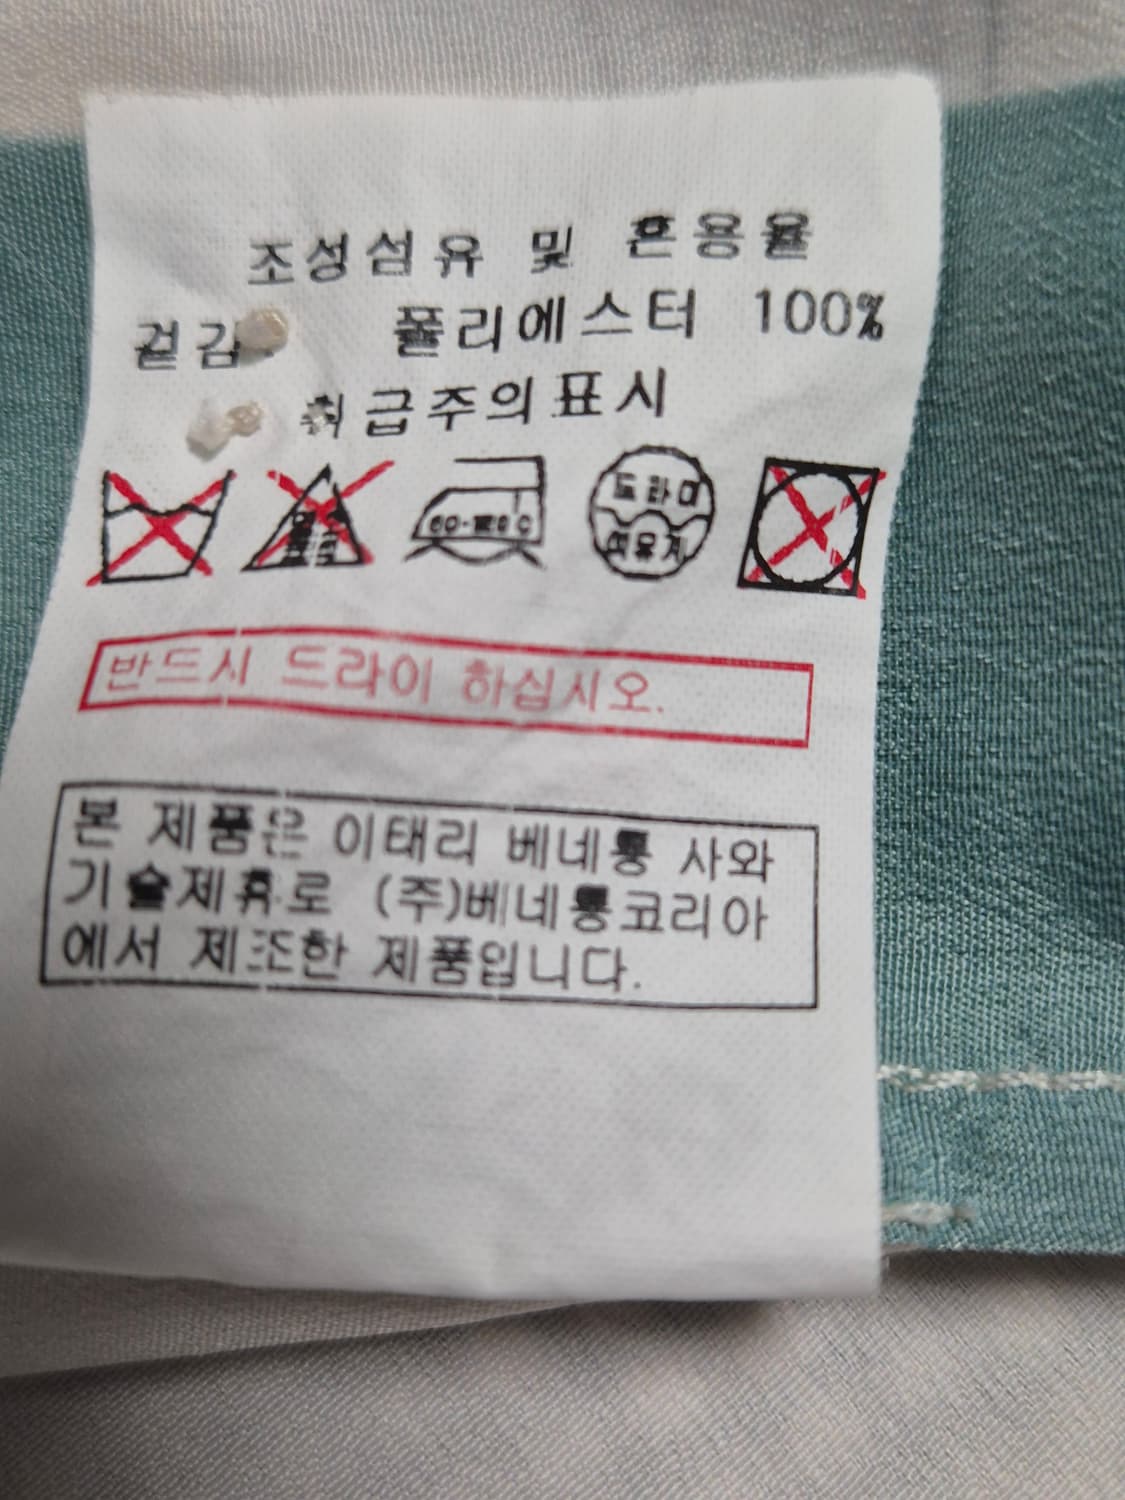 조성섬유 및 혼용율
겉감 폴리에스터 100%
취급주의표시
드라이
석유계
반드시 드라이 하십시오.
본 제품은 이태리 베네통 사와
기술제휴로 (주)베네통코리아
에서 제조한 제품입니다.